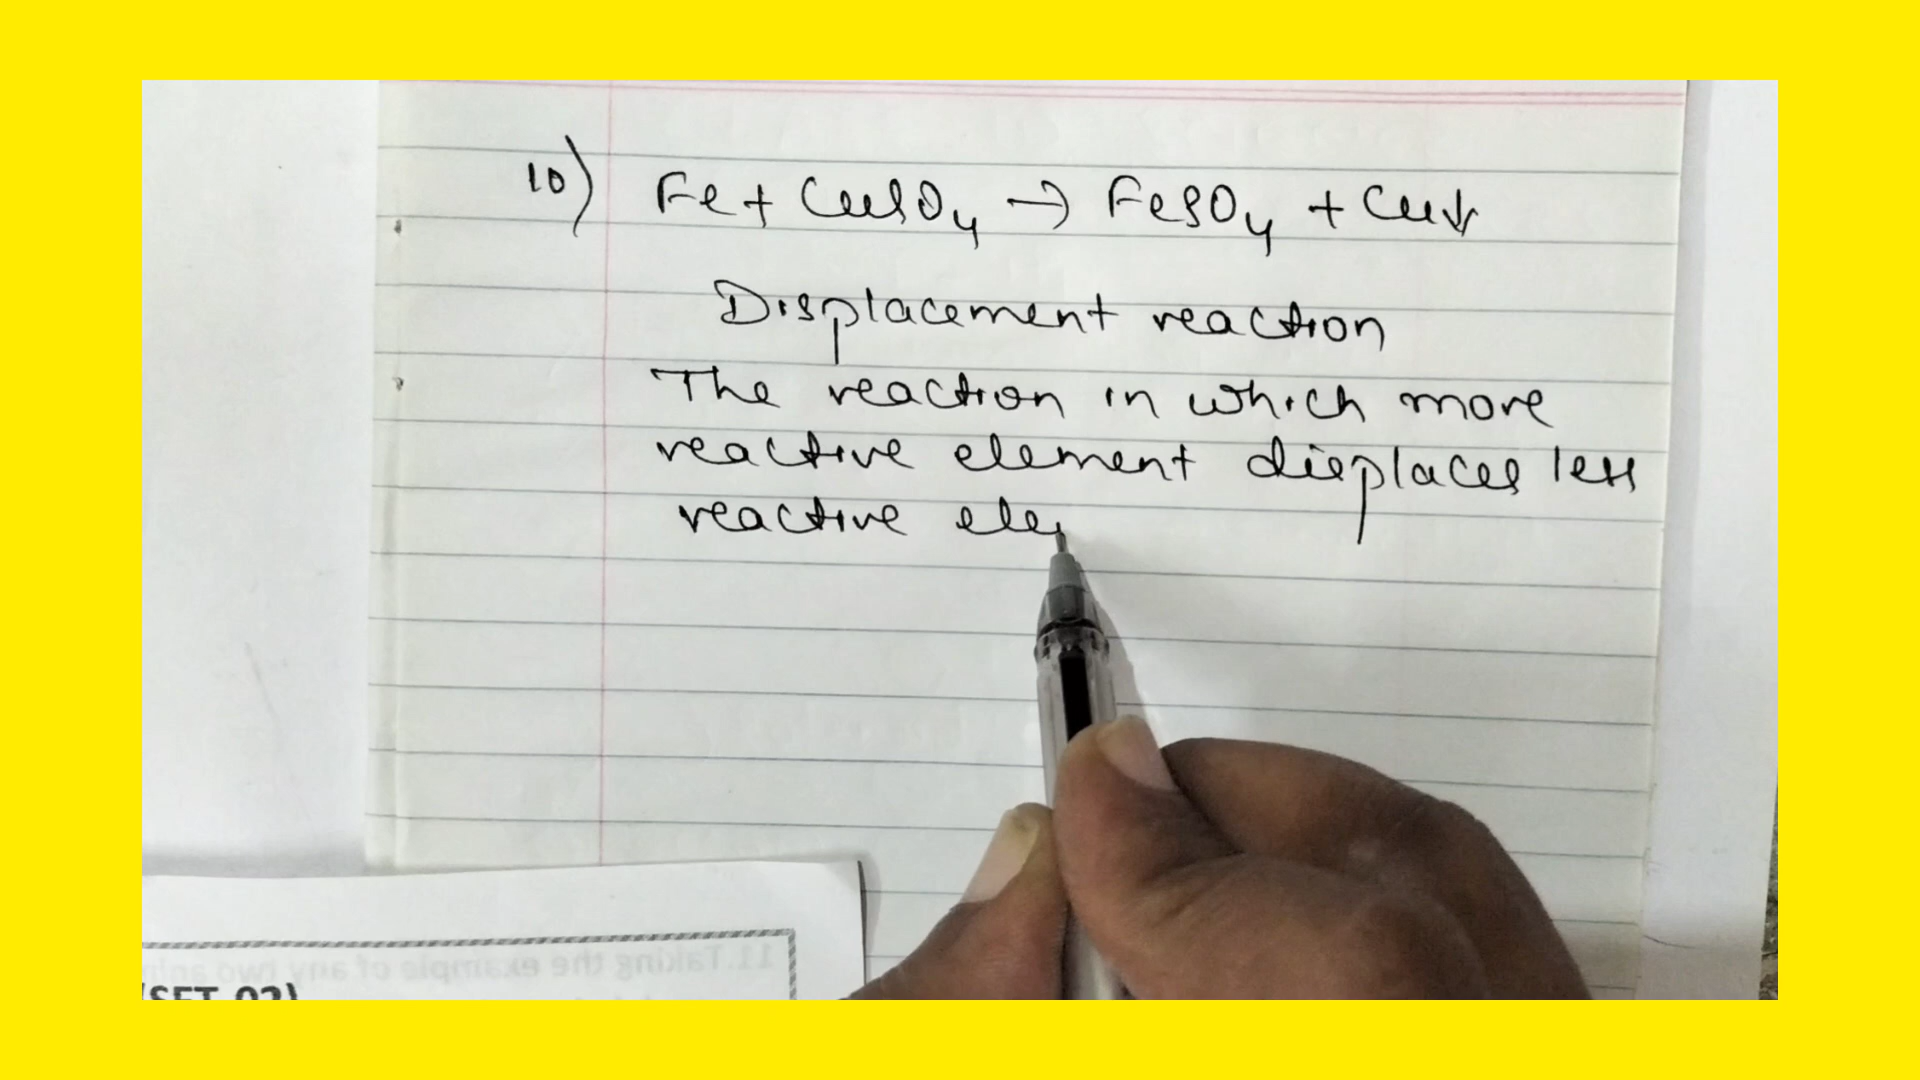 10) Fe + CuSO₄ → FeSO₄ + Cu↓
Displacement reaction
The reaction in which more
reactive element displaces less
reactive ele
11.Taking the example of any two
(SET-02)